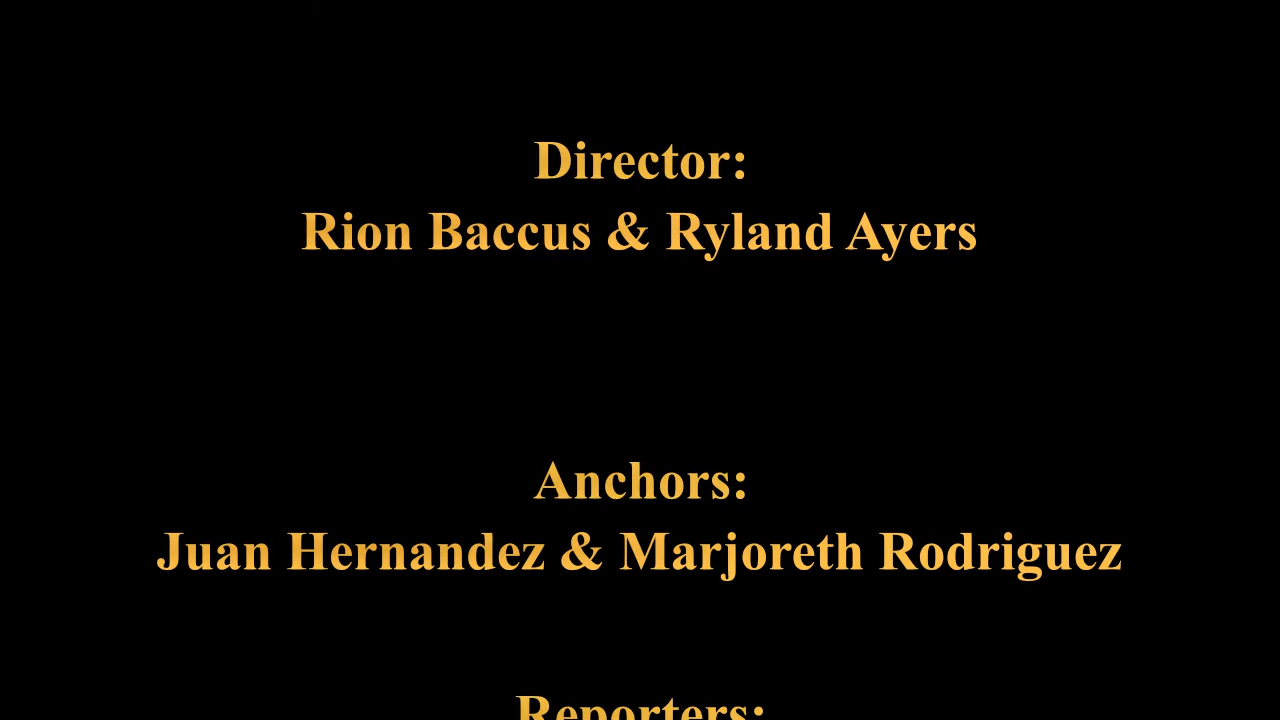 Director:
Rion Baccus & Ryland Ayers
Anchors:
Juan Hernandez & Marjoreth Rodriguez
Reporters: